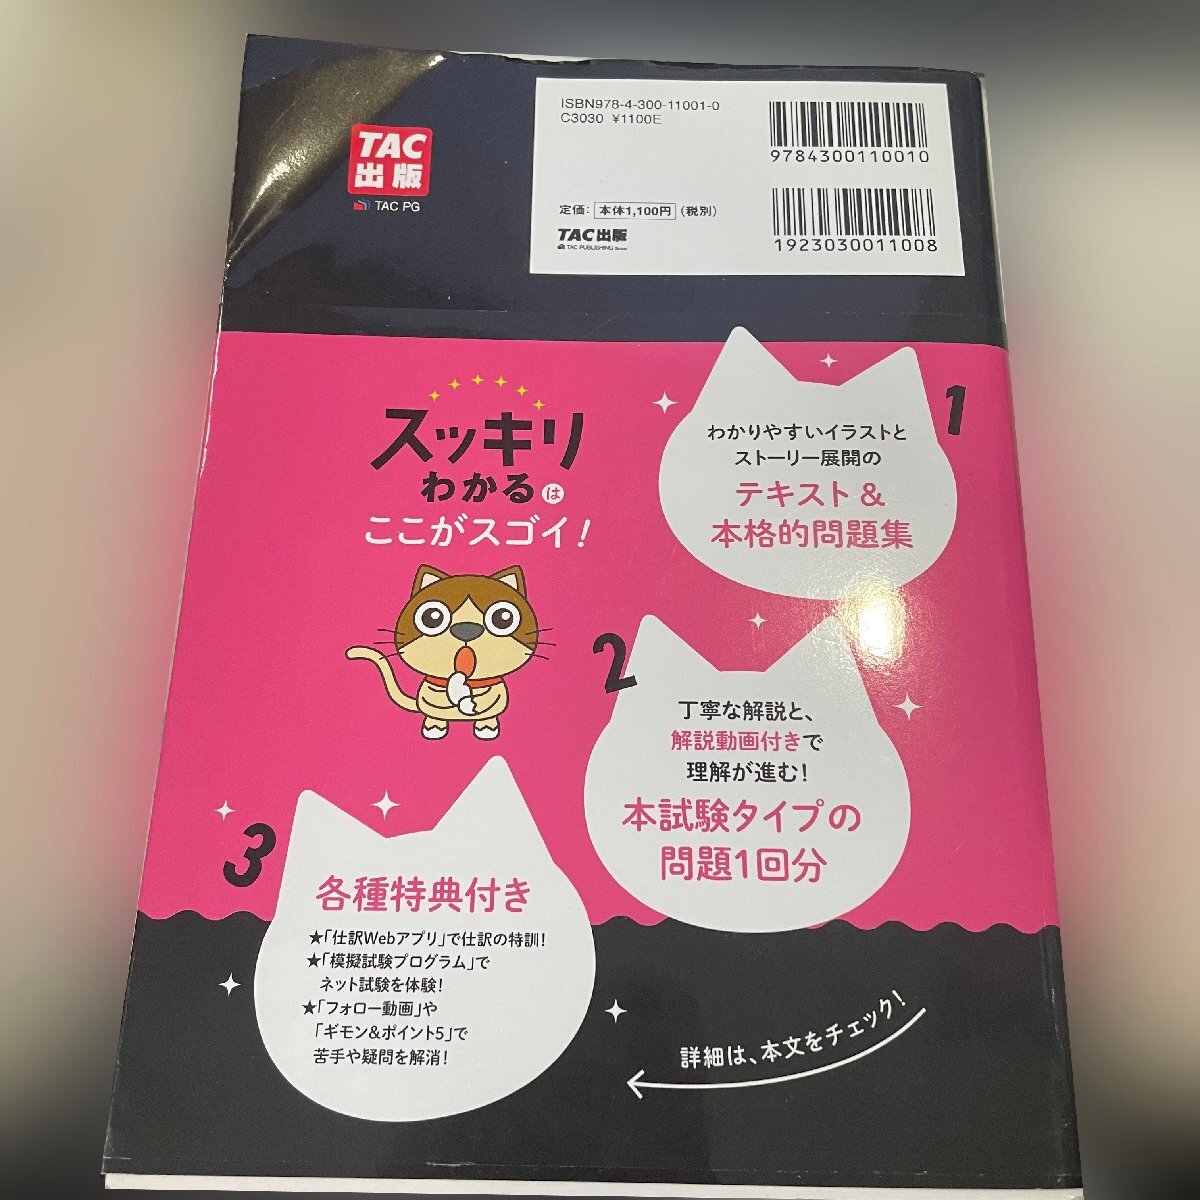 TAC
出版
TAC PG
ISBN978-4-300-11001-0
C3030 ¥1100E
9784300110010
定価： 本体1,100円 (税別)
TAC出版
TAC PUBLISHING Group
1923030011008
スッキリ
わかるは
ここがスゴイ！
1
わかりやすいイラストと
ストーリー展開の
テキスト＆
本格的問題集
2
丁寧な解説と、
解説動画付きで
理解が進む！
本試験タイプの
問題1回分
3
各種特典付き
★「仕訳Webアプリ」で仕訳の特訓！
★「模擬試験プログラム」で
ネット試験を体験！
★「フォロー動画」や
「ギモン&ポイント5」で
苦手や疑問を解消！
詳細は、本文をチェック！